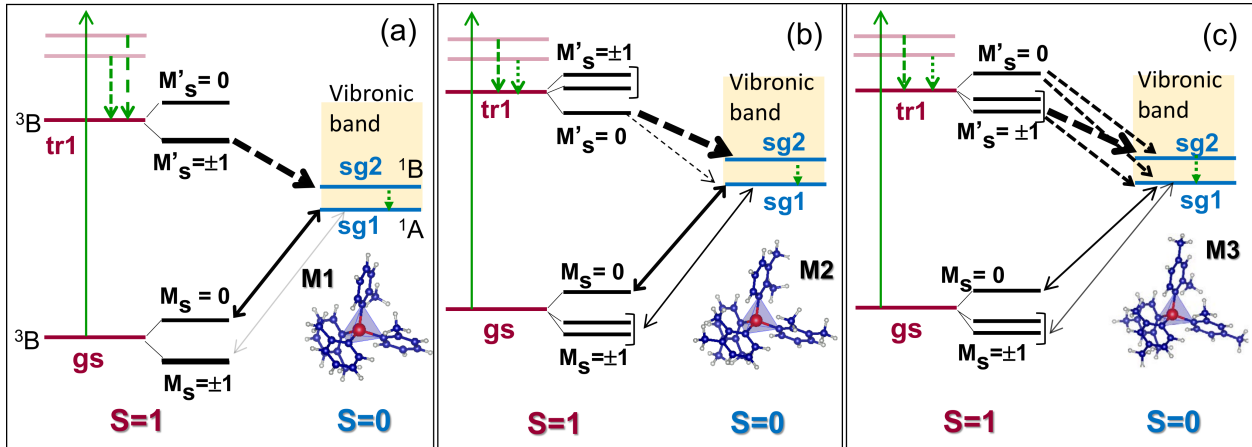 (a)
M's= 0
Vibronic
band
³B
tr1
M's=±1
sg2
¹B
sg1
¹A
M1
Ms= 0
³B
gs
Ms=±1
S=1
S=0
(b)
M's=±1
Vibronic
band
tr1
M's= 0
sg2
sg1
M2
Ms= 0
gs
Ms=±1
S=1
S=0
(c)
M's= 0
Vibronic
band
tr1
M's= ±1
sg2
sg1
M3
Ms= 0
gs
Ms=±1
S=1
S=0